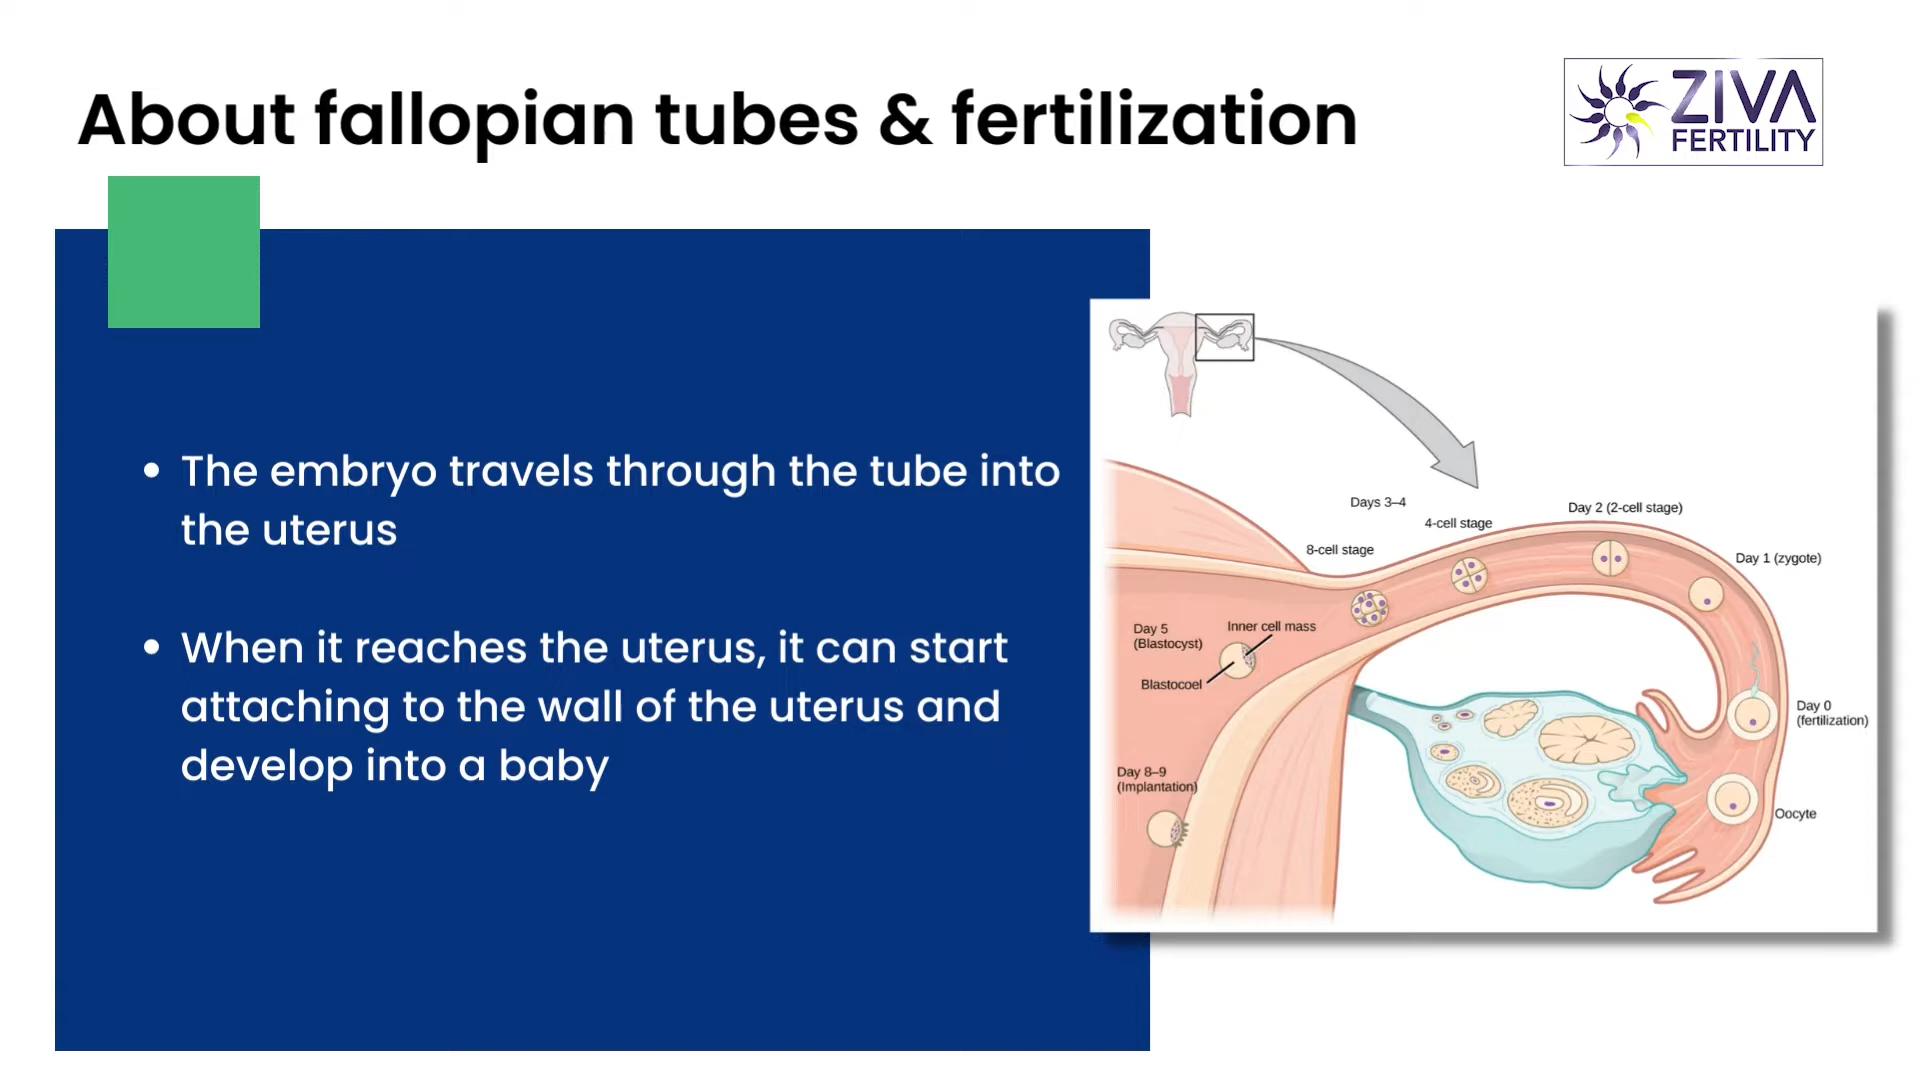 About fallopian tubes & fertilization
ZIVA
FERTILITY
• The embryo travels through the tube into
the uterus
• When it reaches the uterus, it can start
attaching to the wall of the uterus and
develop into a baby
Days 3–4
4-cell stage
8-cell stage
Day 2 (2-cell stage)
Day 1 (zygote)
Day 5
(Blastocyst)
Inner cell mass
Blastocoel
Day 0
(fertilization)
Day 8–9
(Implantation)
Oocyte